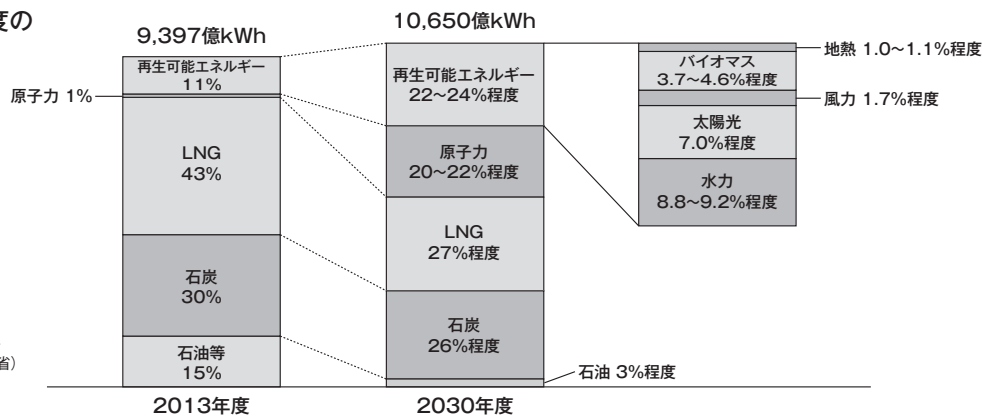 度の
省）
9,397億kWh
再生可能エネルギー
11%
原子力 1%
LNG
43%
石炭
30%
石油等
15%
2013年度
10,650億kWh
再生可能エネルギー
22〜24%程度
原子力
20〜22%程度
LNG
27%程度
石炭
26%程度
石油 3%程度
2030年度
地熱 1.0〜1.1%程度
バイオマス
3.7〜4.6%程度
風力 1.7%程度
太陽光
7.0%程度
水力
8.8〜9.2%程度